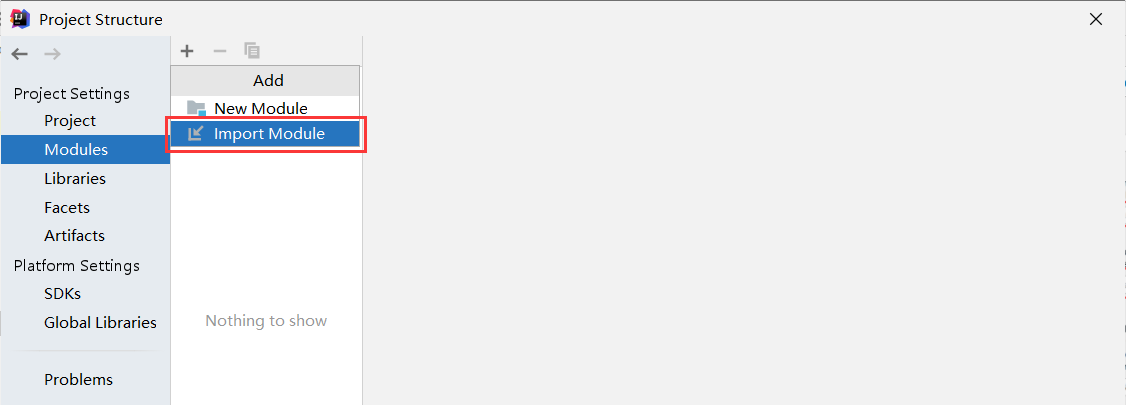 Project Structure
Project Settings
Project
Modules
Libraries
Facets
Artifacts
Platform Settings
SDKs
Global Libraries
Problems
Add
New Module
Import Module
Nothing to show